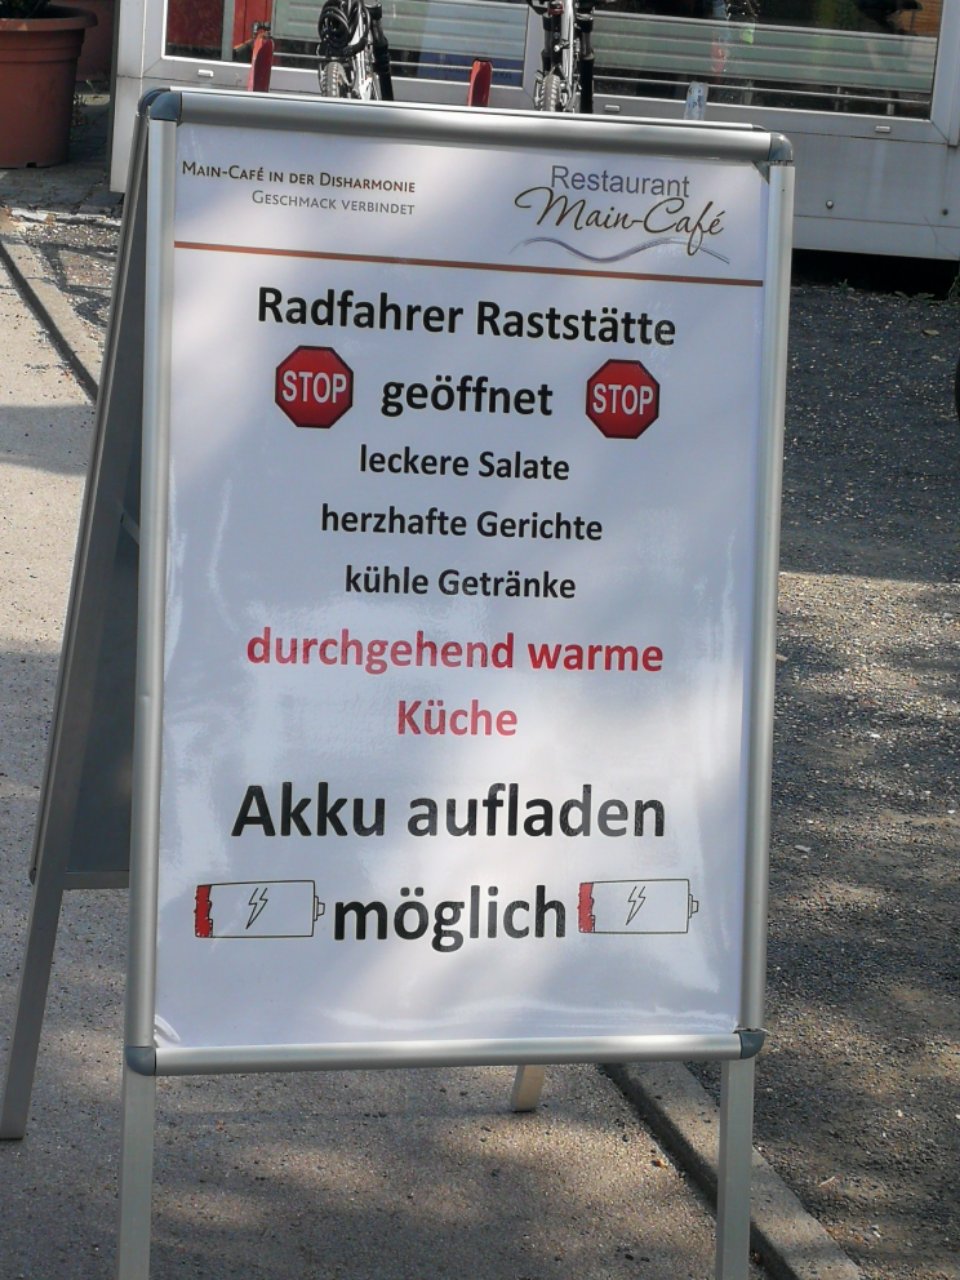 Main-Café in der Disharmonie
Geschmack verbindet
Restaurant
Main-Café
Radfahrer Raststätte
STOP geöffnet STOP
leckere Salate
herzhafte Gerichte
kühle Getränke
durchgehend warme
Küche
Akku aufladen
möglich